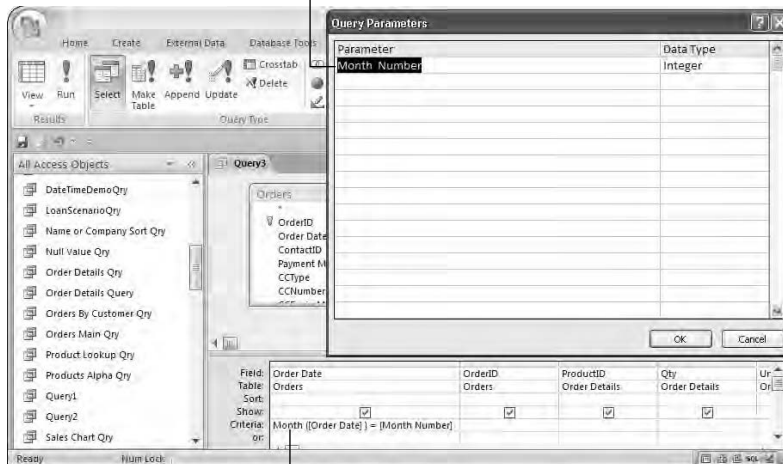 Query Parameters
Parameter Data Type
Month Number Integer
OK Cancel
Home Create External Data Database Tools
View Run Select Make Table Append Update Crosstab Delete
Results Query Type
All Access Objects
DateTimeDemoQry
LoanScenarioQry
Name or Company Sort Qry
Null Value Qry
Order Details Qry
Order Details Query
Orders By Customer Qry
Orders Main Qry
Product Lookup Qry
Products Alpha Qry
Query1
Query2
Sales Chart Qry
Query3
Orders
*
OrderID
Order Date
ContactID
Payment M
CCType
CCNumber
Field: Order Date OrderID ProductID Qty
Table: Orders Orders Order Details Order Details
Sort:
Show:
Criteria: Month ([Order Date] ) = [Month Number]
or:
Ready Num Lock SQL